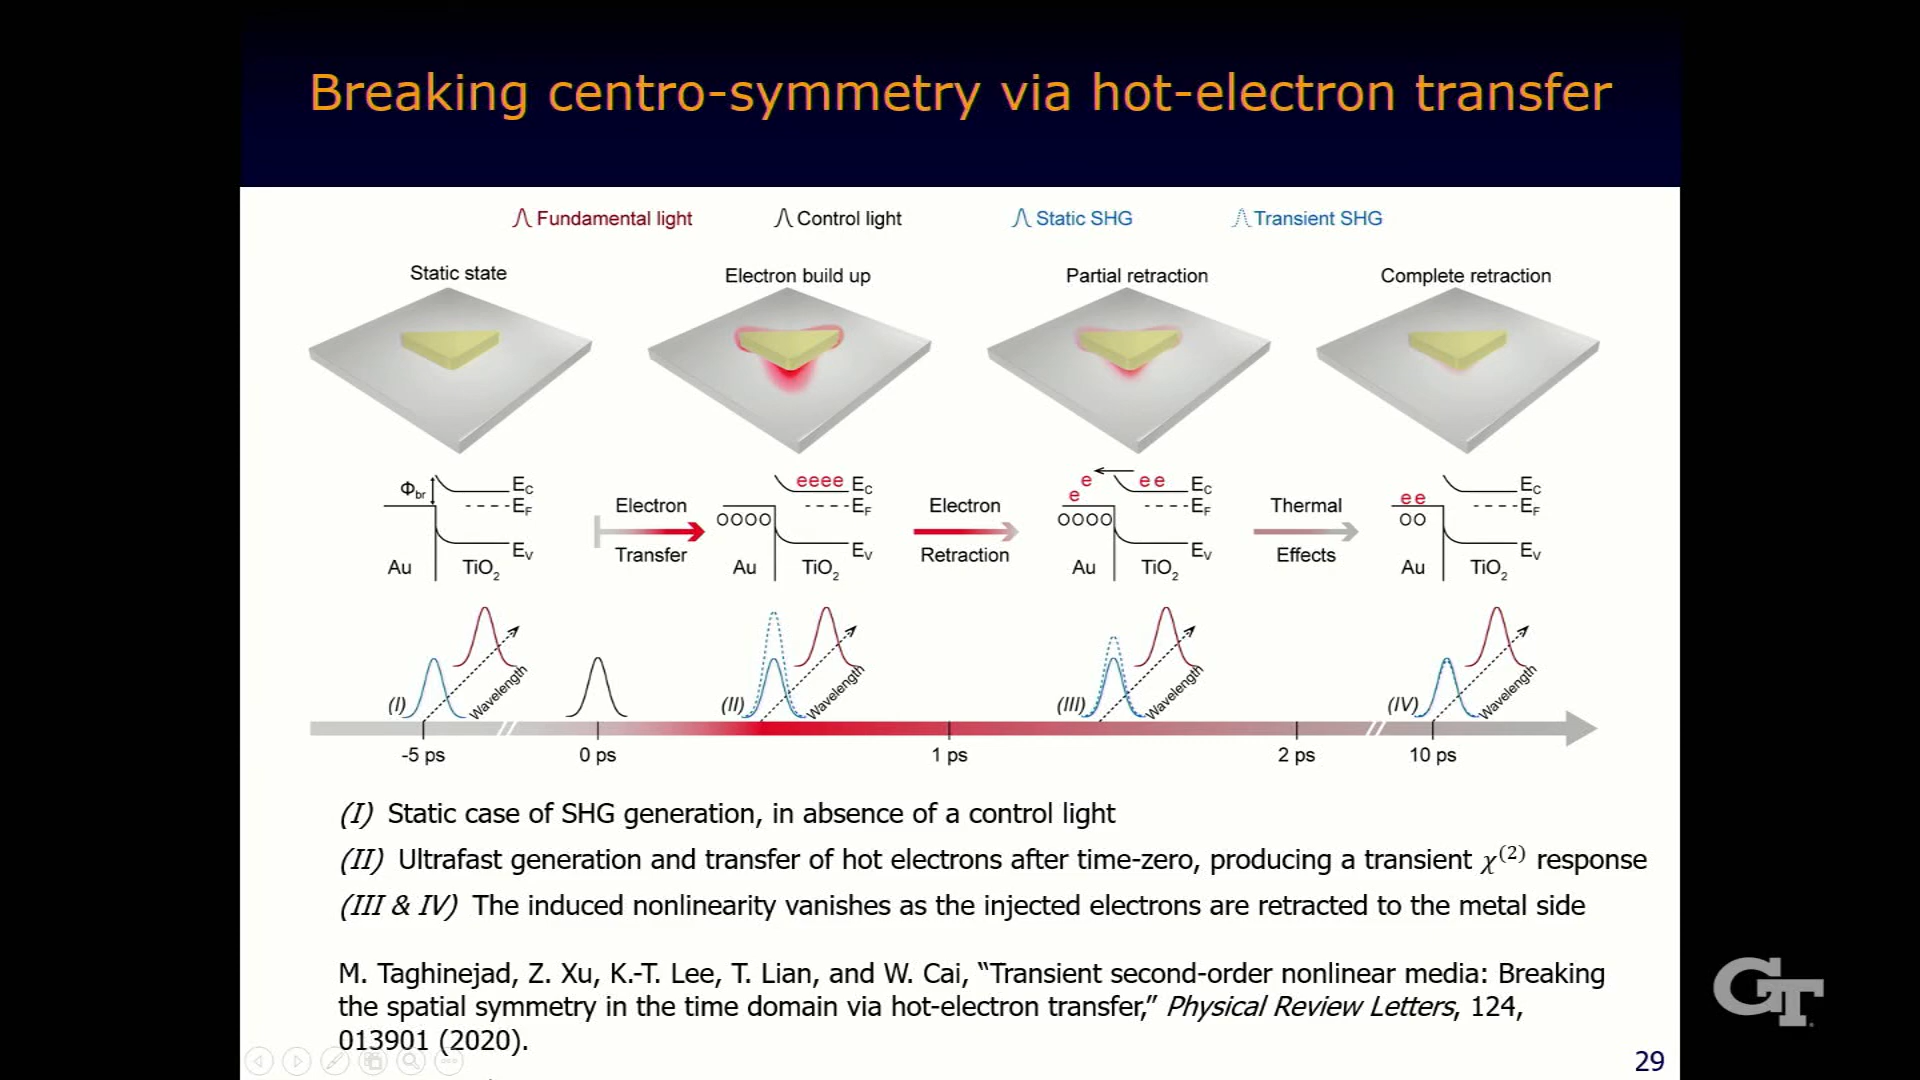 Breaking centro-symmetry via hot-electron transfer
Fundamental light Control light Static SHG Transient SHG
Static state Electron build up Partial retraction Complete retraction
Φbr EC EF EV Au TiO2
Electron Transfer
eeee EC EF EV OOOO Au TiO2
Electron Retraction
e e e e EC EF EV OOOO Au TiO2
Thermal Effects
e e OO EC EF EV Au TiO2
(I) Wavelength (II) Wavelength (III) Wavelength (IV) Wavelength
-5 ps 0 ps 1 ps 2 ps 10 ps
(I) Static case of SHG generation, in absence of a control light
(II) Ultrafast generation and transfer of hot electrons after time-zero, producing a transient χ(2) response
(III & IV) The induced nonlinearity vanishes as the injected electrons are retracted to the metal side
M. Taghinejad, Z. Xu, K.-T. Lee, T. Lian, and W. Cai, “Transient second-order nonlinear media: Breaking
the spatial symmetry in the time domain via hot-electron transfer,” Physical Review Letters, 124,
013901 (2020).
29
GT